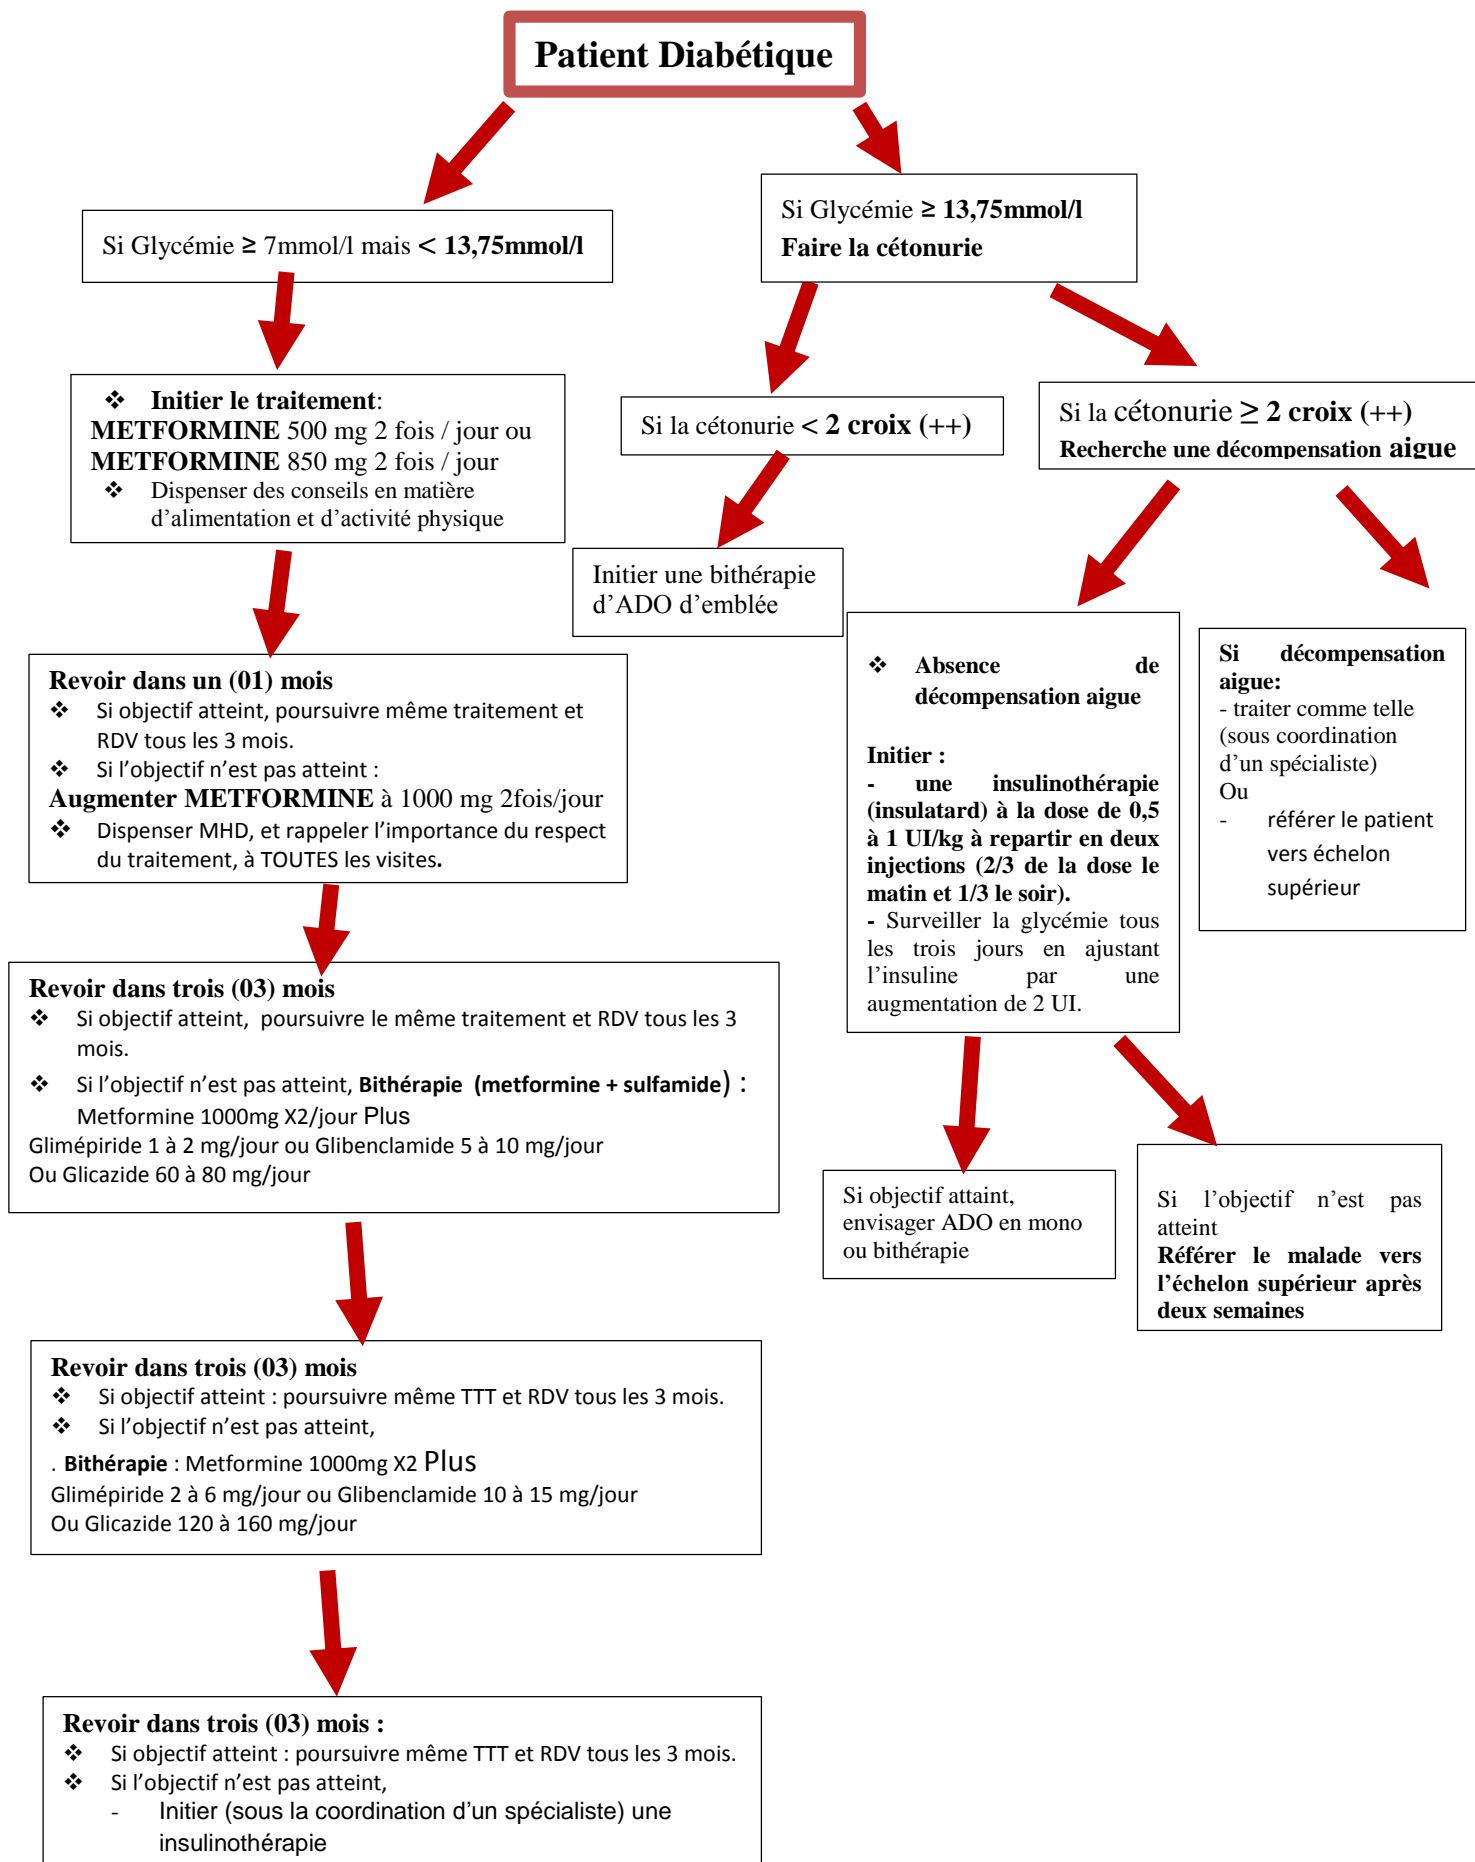 Patient Diabétique
Si Glycémie ≥ 7mmol/l mais < 13,75mmol/l
Si Glycémie ≥ 13,75mmol/l
Faire la cétonurie
❖ Initier le traitement:
METFORMINE 500 mg 2 fois / jour ou
METFORMINE 850 mg 2 fois / jour
❖ Dispenser des conseils en matière
d’alimentation et d’activité physique
Si la cétonurie < 2 croix (++)
Si la cétonurie ≥ 2 croix (++)
Recherche une décompensation aigue
Initier une bithérapie
d’ADO d’emblée
Revoir dans un (01) mois
❖ Si objectif atteint, poursuivre même traitement et
RDV tous les 3 mois.
❖ Si l’objectif n’est pas atteint :
Augmenter METFORMINE à 1000 mg 2fois/jour
❖ Dispenser MHD, et rappeler l’importance du respect
du traitement, à TOUTES les visites.
❖ Absence de
décompensation aigue
Initier :
- une insulinothérapie
(insulatard) à la dose de 0,5
à 1 UI/kg à repartir en deux
injections (2/3 de la dose le
matin et 1/3 le soir).
- Surveiller la glycémie tous
les trois jours en ajustant
l’insuline par une
augmentation de 2 UI.
Si décompensation
aigue:
- traiter comme telle
(sous coordination
d’un spécialiste)
Ou
- référer le patient
vers échelon
supérieur
Revoir dans trois (03) mois
❖ Si objectif atteint, poursuivre le même traitement et RDV tous les 3
mois.
❖ Si l’objectif n’est pas atteint, Bithérapie (metformine + sulfamide) :
Metformine 1000mg X2/jour Plus
Glimépiride 1 à 2 mg/jour ou Glibenclamide 5 à 10 mg/jour
Ou Glicazide 60 à 80 mg/jour
Si objectif attaint,
envisager ADO en mono
ou bithérapie
Si l’objectif n’est pas
atteint
Référer le malade vers
l’échelon supérieur après
deux semaines
Revoir dans trois (03) mois
❖ Si objectif atteint : poursuivre même TTT et RDV tous les 3 mois.
❖ Si l’objectif n’est pas atteint,
. Bithérapie : Metformine 1000mg X2 Plus
Glimépiride 2 à 6 mg/jour ou Glibenclamide 10 à 15 mg/jour
Ou Glicazide 120 à 160 mg/jour
Revoir dans trois (03) mois :
❖ Si objectif atteint : poursuivre même TTT et RDV tous les 3 mois.
❖ Si l’objectif n’est pas atteint,
- Initier (sous la coordination d’un spécialiste) une
insulinothérapie